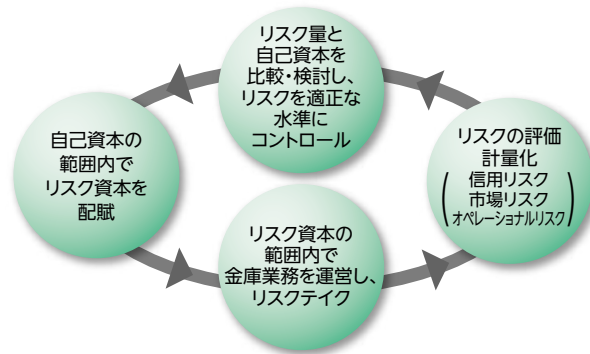 リスク量と
自己資本を
比較・検討し、
リスクを適正な
水準に
コントロール
自己資本の
範囲内で
リスク資本を
配賦
リスクの評価
計量化
(信用リスク
市場リスク
オペレーショナルリスク)
リスク資本の
範囲内で
金庫業務を運営し、
リスクテイク